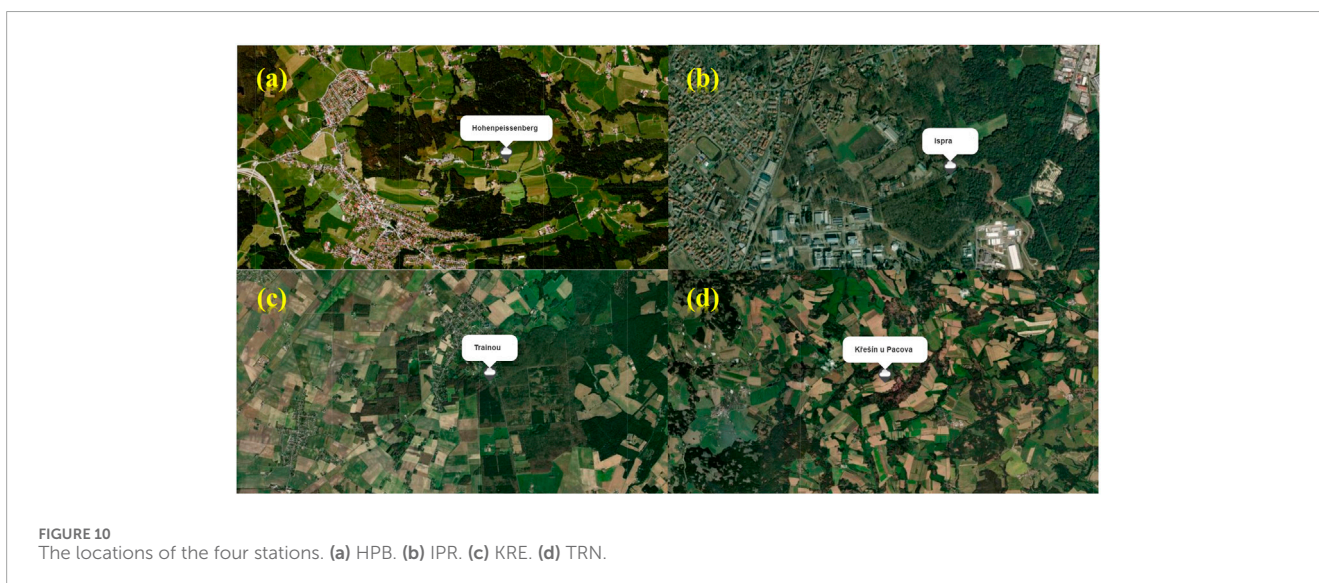 (a)
Hohenpeissenberg
(b)
Ispra
(c)
Trainou
(d)
Křešín u Pacova
FIGURE 10
The locations of the four stations. (a) HPB. (b) IPR. (c) KRE. (d) TRN.